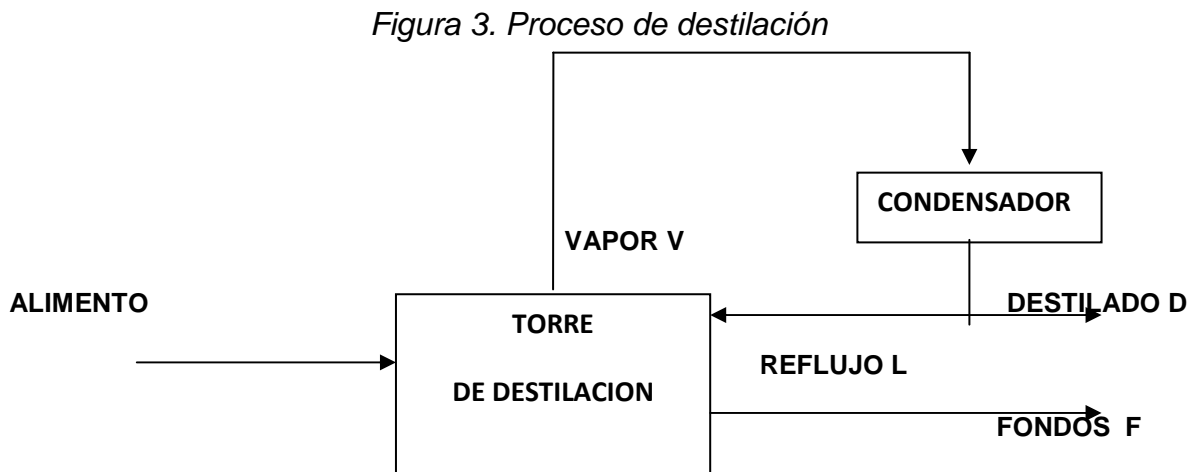 Figura 3. Proceso de destilación
CONDENSADOR
VAPOR V
ALIMENTO
DESTILADO D
TORRE
REFLUJO L
DE DESTILACION
FONDOS F